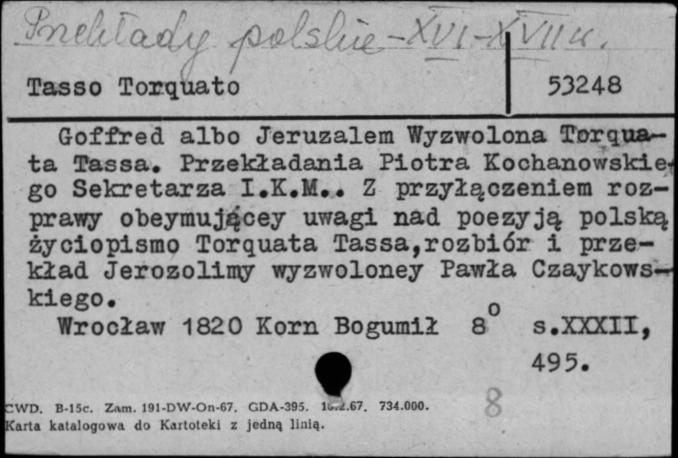 Przekłady polskie - XVI - XVII w.
Tasso Torquato 53248
Goffred albo Jeruzalem Wyzwolona Torqua-
ta Tassa. Przekładania Piotra Kochanowskie-
go Sekretarza I.K.M.. Z przyłączeniem roz-
prawy obeymującey uwagi nad poezyją polską
życiopismo Torquata Tassa,rozbiór i prze-
kład Jerozolimy wyzwoloney Pawła Czaykows-
kiego.
Wrocław 1820 Korn Bogumił 8° s.XXXII,
495.
CWD. B-15c. Zam. 191-DW-On-67. GDA-395. 734.000.
8
Karta katalogowa do Kartoteki z jedną linią.